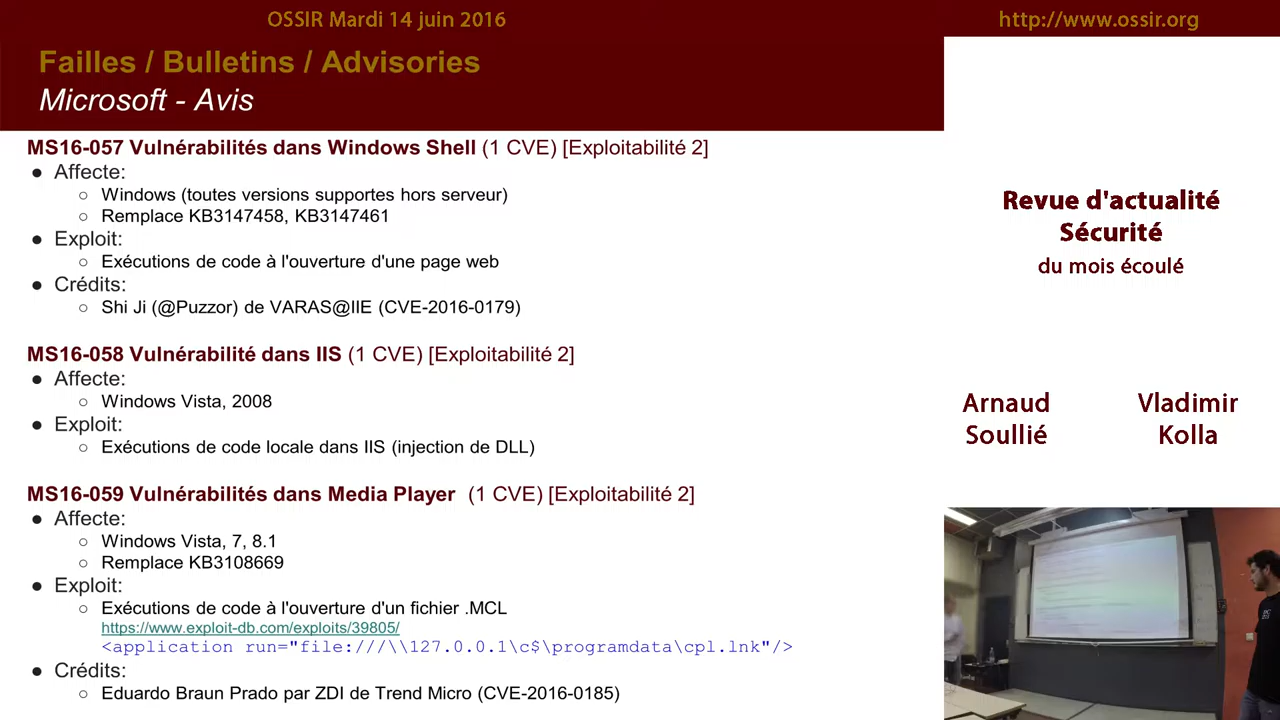 OSSIR Mardi 14 juin 2016
http://www.ossir.org
Failles / Bulletins / Advisories
Microsoft - Avis
MS16-057 Vulnérabilités dans Windows Shell (1 CVE) [Exploitabilité 2]
● Affecte:
○ Windows (toutes versions supportes hors serveur)
○ Remplace KB3147458, KB3147461
● Exploit:
○ Exécutions de code à l'ouverture d'une page web
● Crédits:
○ Shi Ji (@Puzzor) de VARAS@IIE (CVE-2016-0179)
MS16-058 Vulnérabilité dans IIS (1 CVE) [Exploitabilité 2]
● Affecte:
○ Windows Vista, 2008
● Exploit:
○ Exécutions de code locale dans IIS (injection de DLL)
MS16-059 Vulnérabilités dans Media Player (1 CVE) [Exploitabilité 2]
● Affecte:
○ Windows Vista, 7, 8.1
○ Remplace KB3108669
● Exploit:
○ Exécutions de code à l'ouverture d'un fichier .MCL
https://www.exploit-db.com/exploits/39805/
<application run="file:///\\127.0.0.1\c$\programdata\cpl.lnk"/>
● Crédits:
○ Eduardo Braun Prado par ZDI de Trend Micro (CVE-2016-0185)
Revue d'actualité
Sécurité
du mois écoulé
Arnaud
Soullié
Vladimir
Kolla